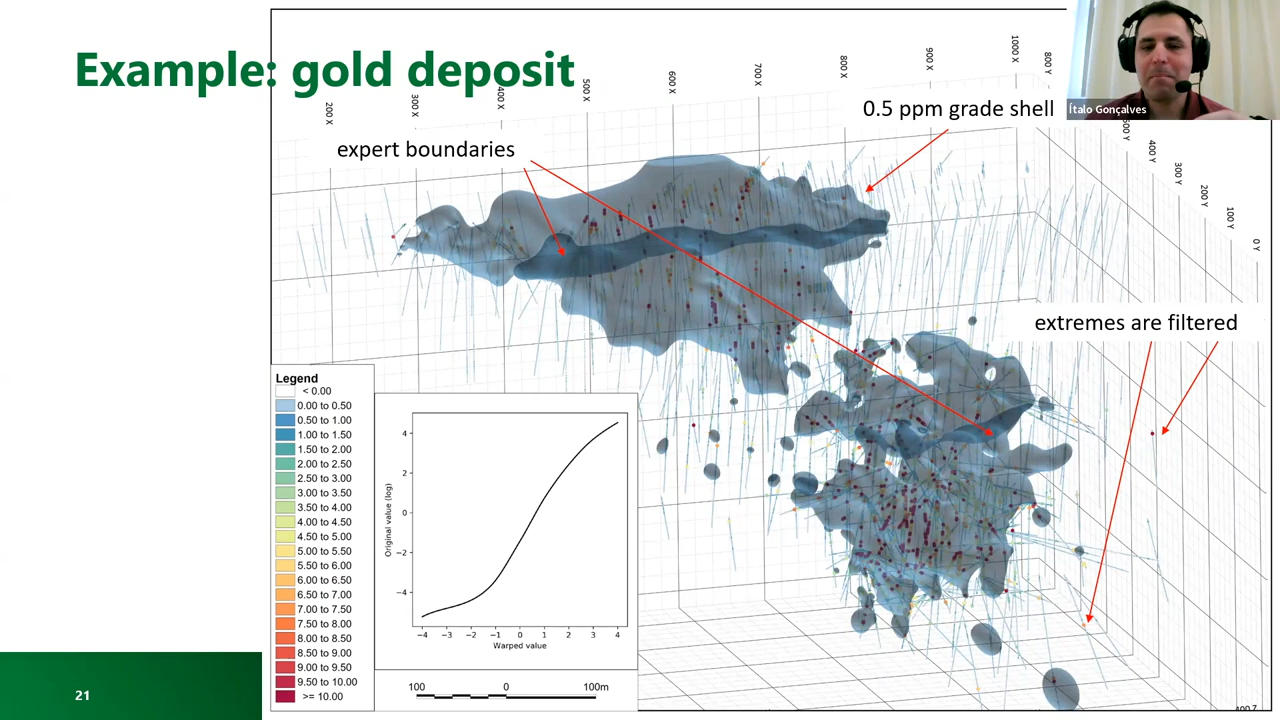 Example: gold deposit
Ítalo Gonçalves
200 X
300 X
400 X
500 X
600 X
700 X
800 X
900 X
1000 X
800 Y
400 Y
300 Y
200 Y
100 Y
0 Y
0.5 ppm grade shell
expert boundaries
extremes are filtered
Legend
< 0.00
0.00 to 0.50
0.50 to 1.00
1.00 to 1.50
1.50 to 2.00
2.00 to 2.50
2.50 to 3.00
3.00 to 3.50
3.50 to 4.00
4.00 to 4.50
4.50 to 5.00
5.00 to 5.50
5.50 to 6.00
6.00 to 6.50
6.50 to 7.00
7.00 to 7.50
7.50 to 8.00
8.00 to 8.50
8.50 to 9.00
9.00 to 9.50
9.50 to 10.00
>= 10.00
Original value (log)
4
2
0
−2
−4
−4 −3 −2 −1 0 1 2 3 4
Warped value
100 0 100m
21